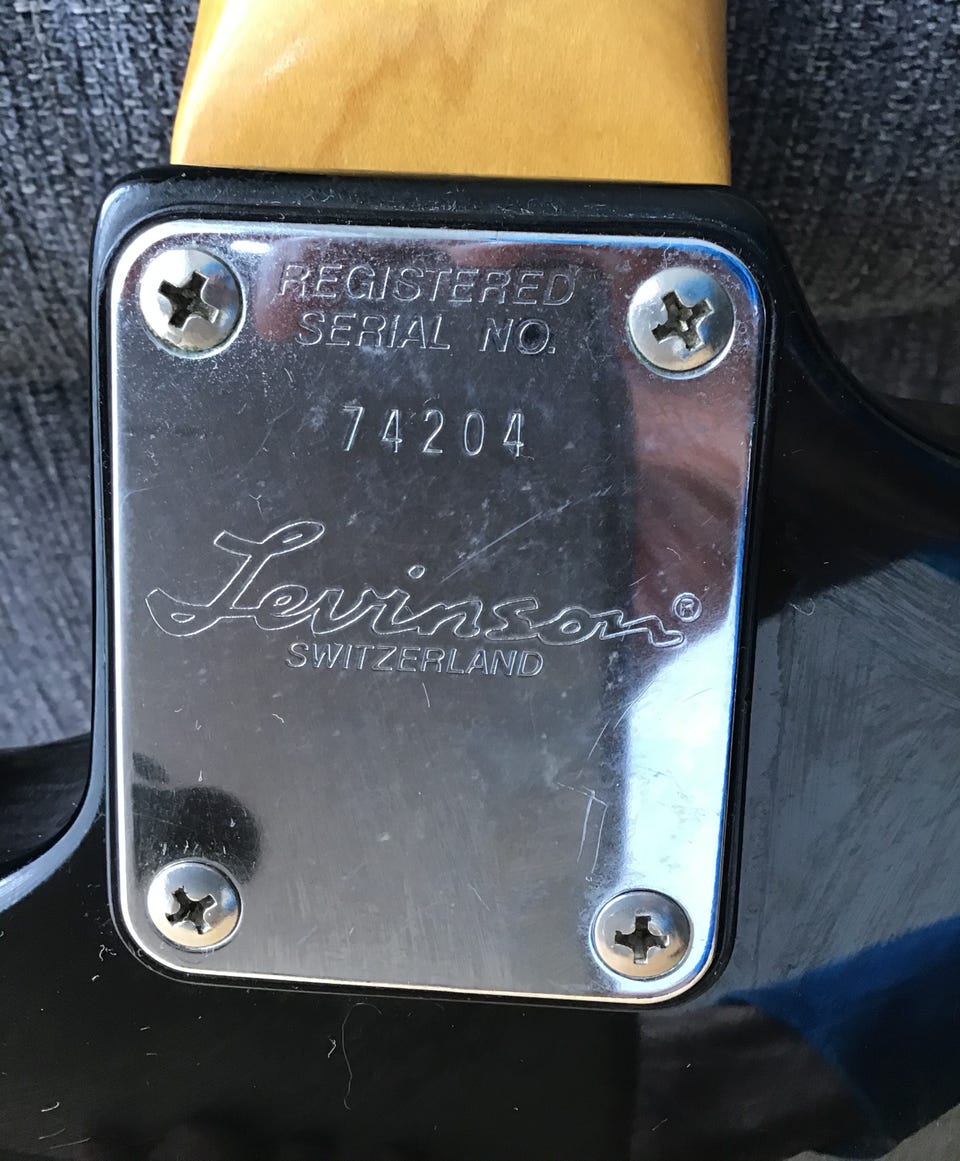 REGISTERED
SERIAL NO.
74204
Levinson®
SWITZERLAND